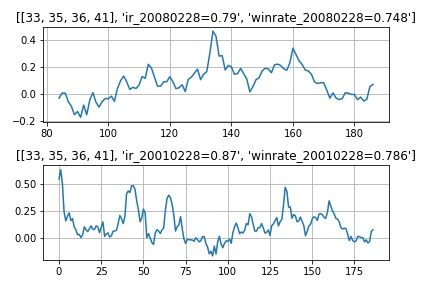 [[33, 35, 36, 41], 'ir_20080228=0.79', 'winrate_20080228=0.748']
0.4
0.2
0.0
−0.2
80 100 120 140 160 180
[[33, 35, 36, 41], 'ir_20010228=0.87', 'winrate_20010228=0.786']
0.50
0.25
0.00
0 25 50 75 100 125 150 175